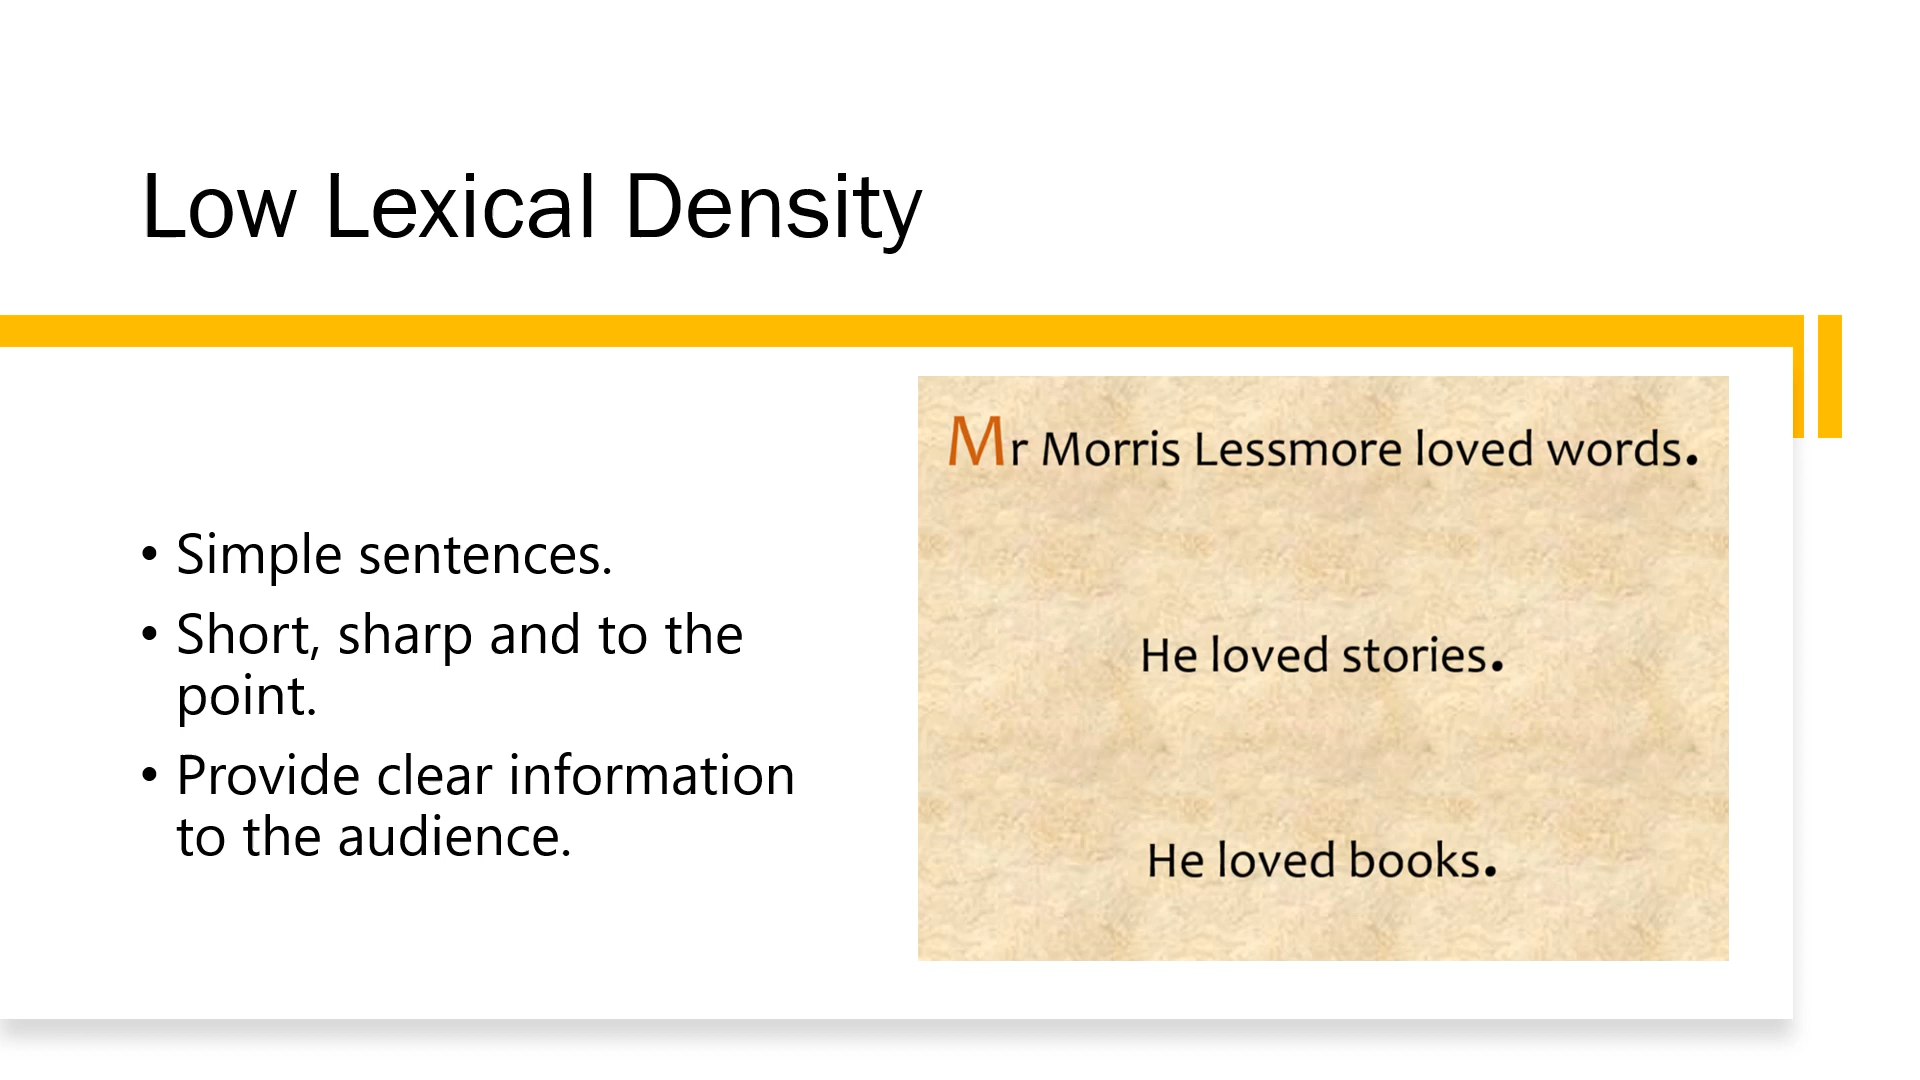 Low Lexical Density
• Simple sentences.
• Short, sharp and to the
point.
• Provide clear information
to the audience.
Mr Morris Lessmore loved words.
He loved stories.
He loved books.